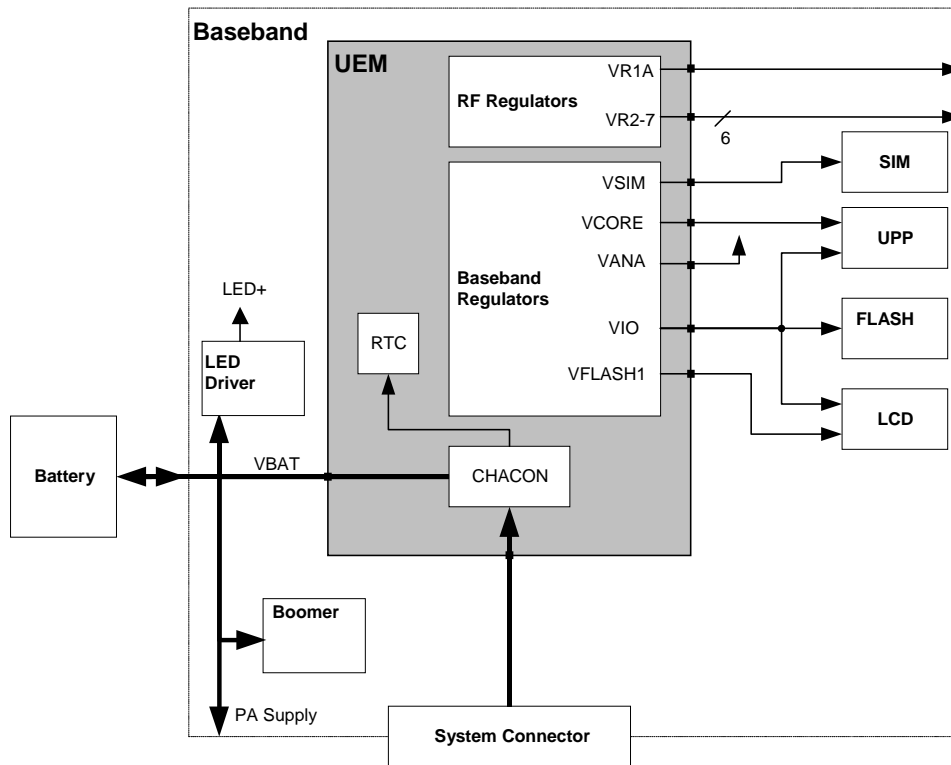 Baseband
UEM
VR1A
RF Regulators
VR2-7
6
SIM
VSIM
VCORE
UPP
VANA
Baseband
Regulators
LED+
FLASH
VIO
RTC
LED
Driver
VFLASH1
LCD
VBAT
Battery
CHACON
Boomer
PA Supply
System Connector